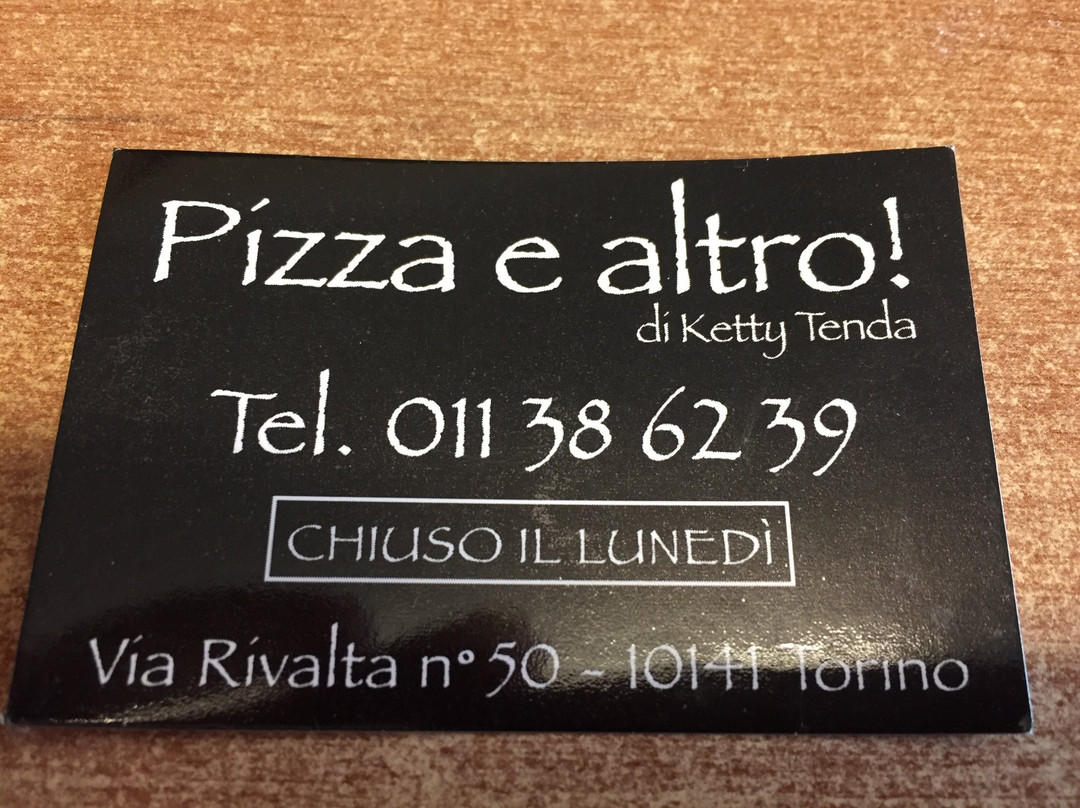 Pizza e altro!
di Ketty Tenda
Tel. 011 38 62 39
CHIUSO IL LUNEDÌ
Via Rivalta n° 50 - 10141 Torino